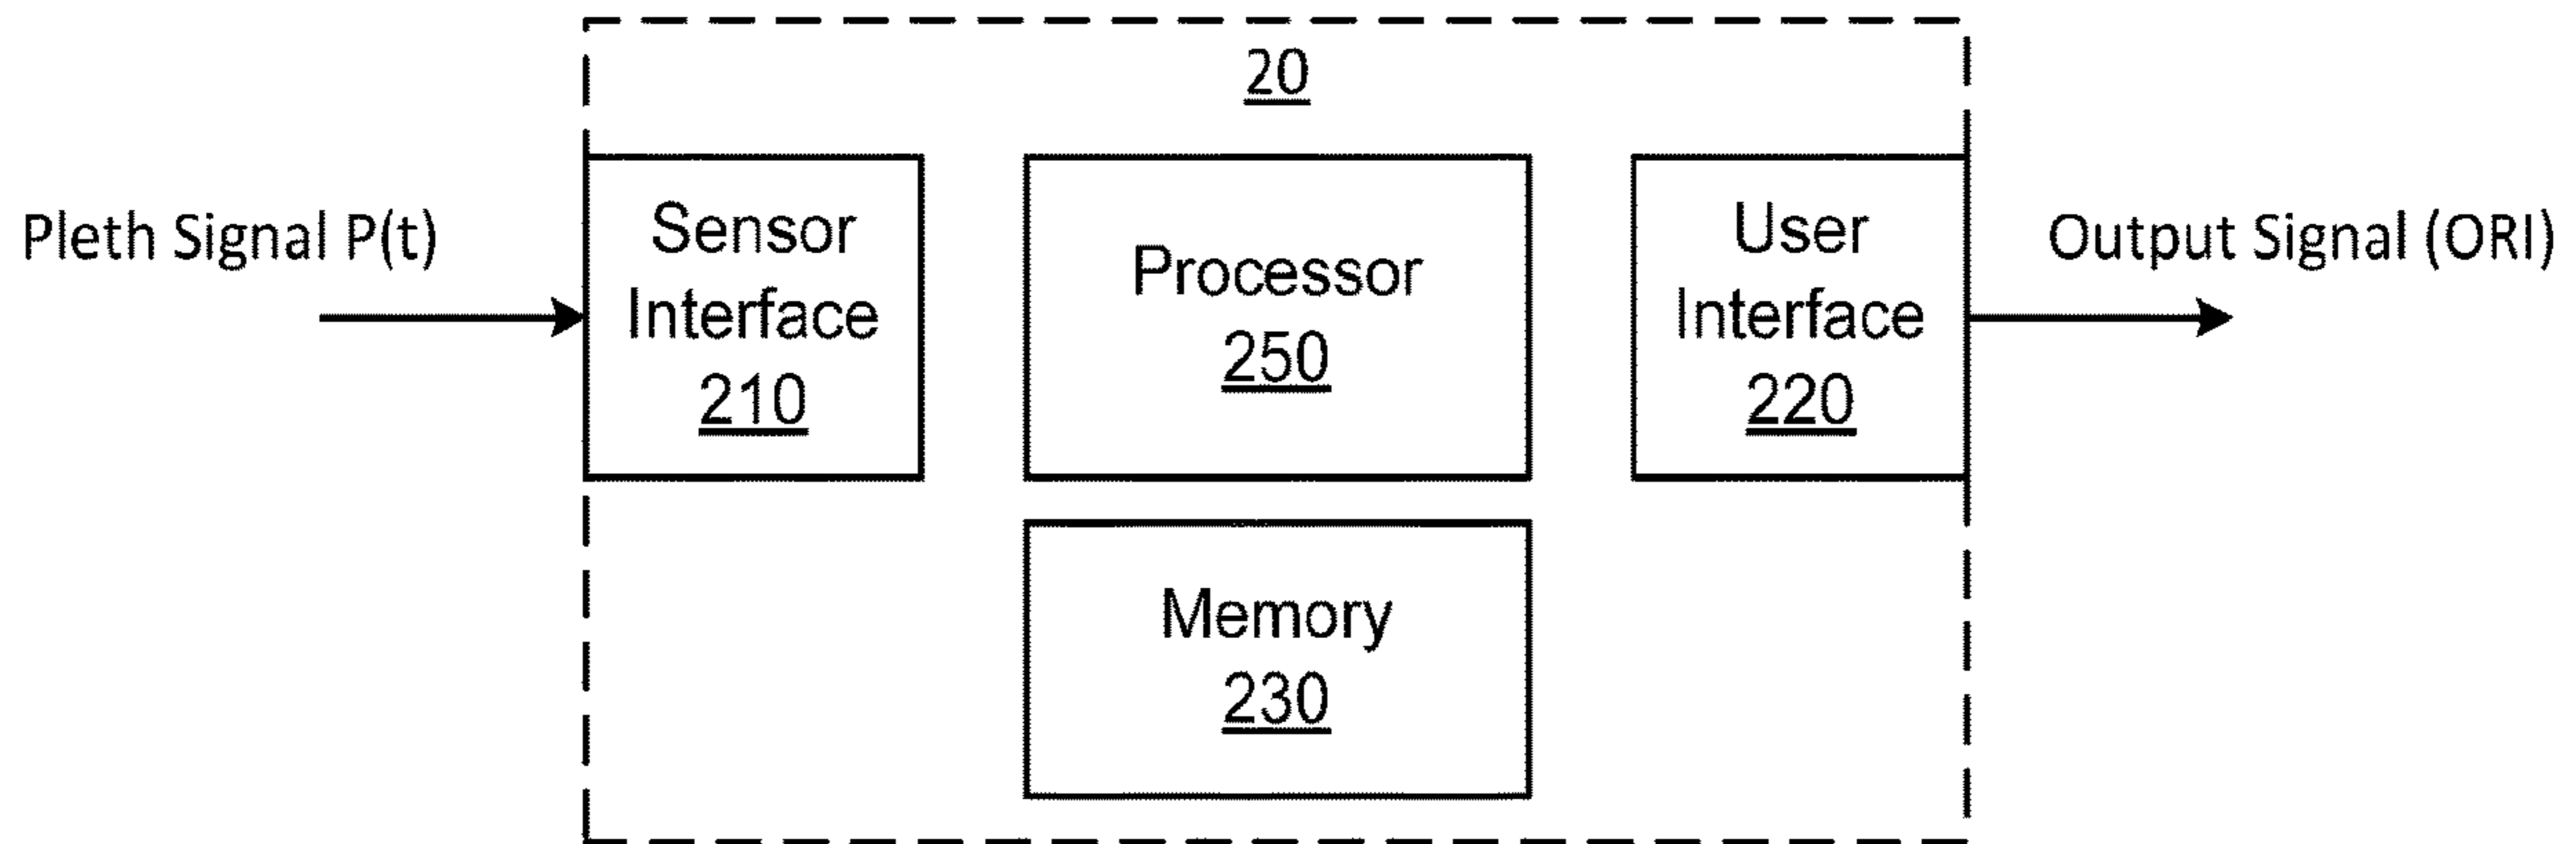 20
Pleth Signal P(t)
Sensor
Interface
210
Processor
250
User
Interface
220
Output Signal (ORI)
Memory
230